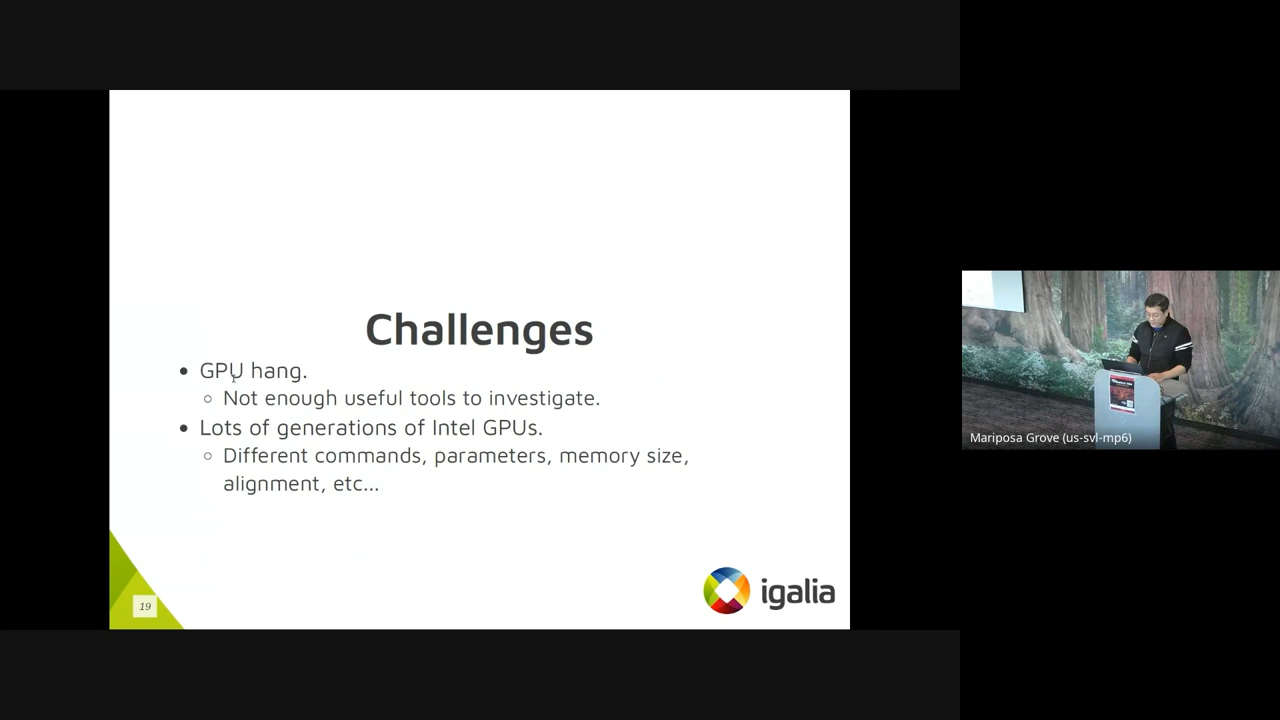 Challenges
GPU hang.
Not enough useful tools to investigate.
Lots of generations of Intel GPUs.
Different commands, parameters, memory size,
alignment, etc...
19
igalia
Mariposa Grove (us-svl-mp6)